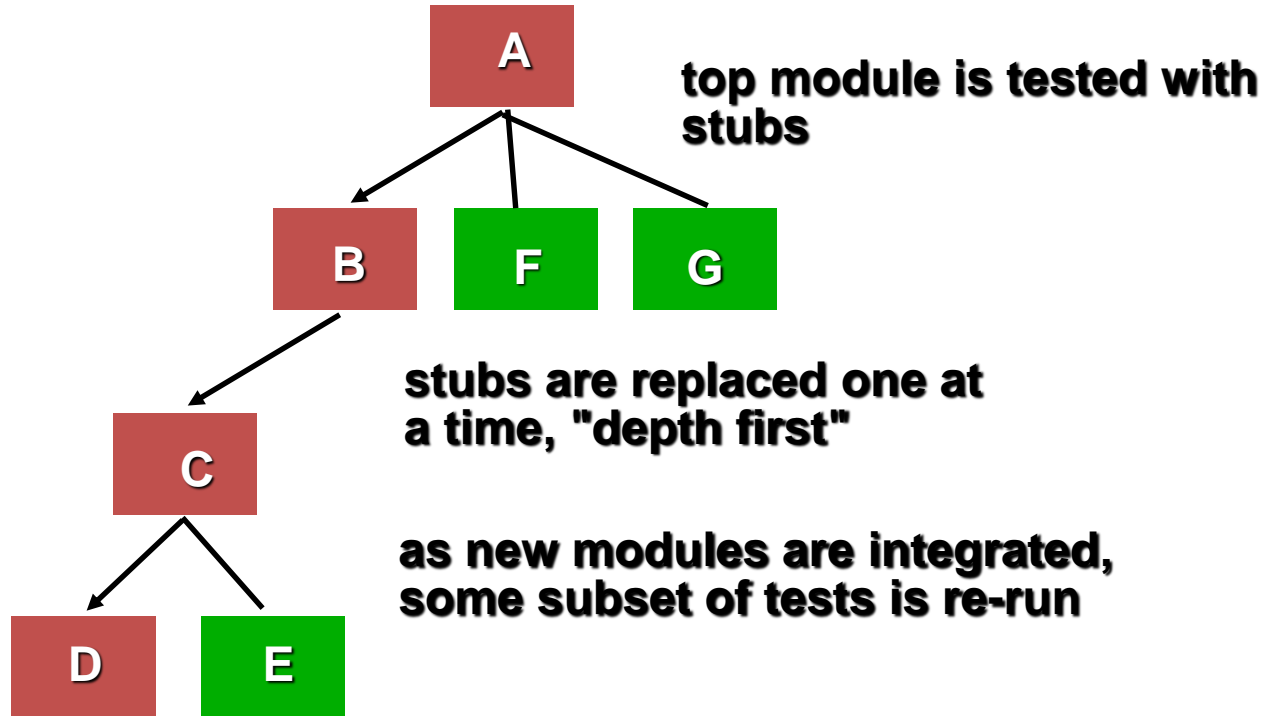 A
top module is tested with
stubs
B
F
G
stubs are replaced one at
a time, "depth first"
C
as new modules are integrated,
some subset of tests is re-run
D
E